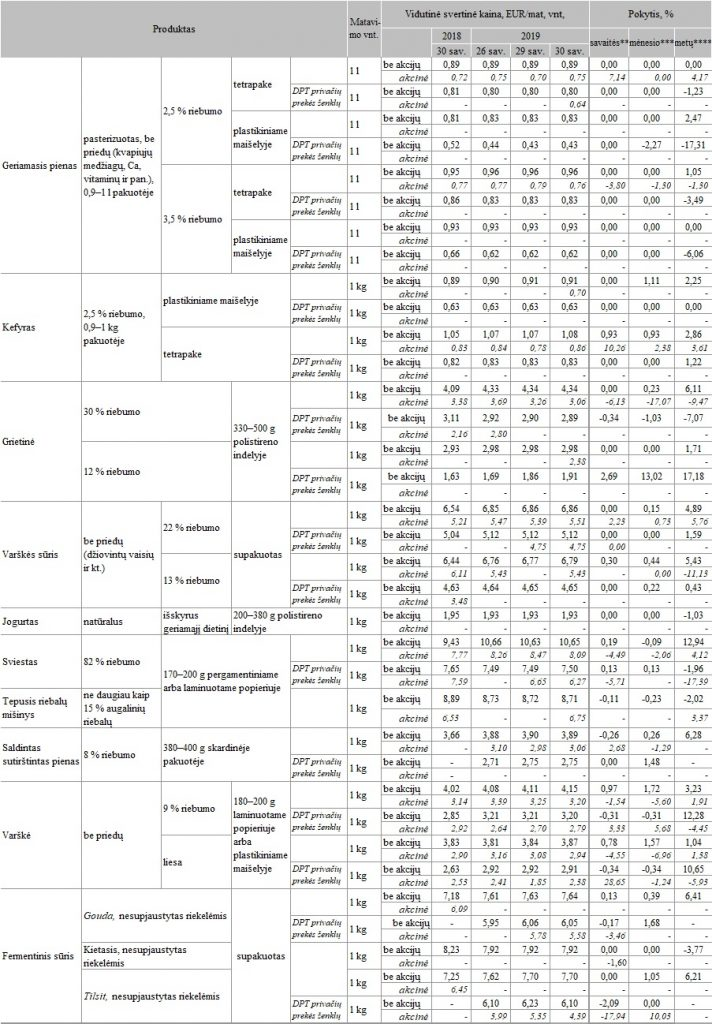 Produktas Matavi- Vidutinė svertinė kaina, EUR/mat, vnt, Pokytis, %
mo vnt. 2018 2019 savaitės** mėnesio*** metų****
30 sav. 26 sav. 29 sav. 30 sav.
Geriamasis pienas
pasterizuotas, be
priedų (kvapiųjų
medžiagų, Ca,
vitaminų ir pan.),
0,9–1 l pakuotėje
2,5 % riebumo
tetrapake
1 l be akcijų 0,89 0,89 0,89 0,89 0,00 0,00 0,00
akcinė 0,72 0,75 0,70 0,75 7,14 0,00 4,17
DPT privačių
prekės ženklų
1 l be akcijų 0,81 0,80 0,80 0,80 0,00 0,00 -1,23
akcinė - - - 0,64 - - -
plastikiniame
maišelyje
1 l be akcijų 0,81 0,83 0,83 0,83 0,00 0,00 2,47
akcinė - - - - - - -
DPT privačių
prekės ženklų
1 l be akcijų 0,52 0,44 0,43 0,43 0,00 -2,27 -17,31
akcinė - - - - - - -
3,5 % riebumo
tetrapake
1 l be akcijų 0,95 0,96 0,96 0,96 0,00 0,00 1,05
akcinė 0,77 0,77 0,79 0,76 -3,80 -1,30 -1,30
DPT privačių
prekės ženklų
1 l be akcijų 0,86 0,83 0,83 0,83 0,00 0,00 -3,49
akcinė - - - - - - -
plastikiniame
maišelyje
1 l be akcijų 0,93 0,93 0,93 0,93 0,00 0,00 0,00
akcinė - - - - - - -
DPT privačių
prekės ženklų
1 l be akcijų 0,66 0,62 0,62 0,62 0,00 0,00 -6,06
akcinė - - - - - - -
Kefyras
2,5 % riebumo,
0,9–1 kg
pakuotėje
plastikiniame maišelyje
1 kg be akcijų 0,89 0,90 0,91 0,91 0,00 1,11 2,25
akcinė - - - 0,70 - - -
DPT privačių
prekės ženklų
1 kg be akcijų 0,63 0,63 0,63 0,63 0,00 0,00 0,00
akcinė - - - - - - -
tetrapake
1 kg be akcijų 1,05 1,07 1,07 1,08 0,93 0,93 2,86
akcinė 0,83 0,84 0,78 0,86 10,26 2,38 3,61
DPT privačių
prekės ženklų
1 kg be akcijų 0,82 0,83 0,83 0,83 0,00 0,00 1,22
akcinė - - - - - - -
Grietinė
30 % riebumo
330–500 g
polistireno
indelyje
1 kg be akcijų 4,09 4,33 4,34 4,34 0,00 0,23 6,11
akcinė 3,38 3,69 3,26 3,06 -6,13 -17,07 -9,47
DPT privačių
prekės ženklų
1 kg be akcijų 3,11 2,92 2,90 2,89 -0,34 -1,03 -7,07
akcinė 2,16 2,80 - - - - -
12 % riebumo
1 kg be akcijų 2,93 2,98 2,98 2,98 0,00 0,00 1,71
akcinė - - - 2,38 - - -
DPT privačių
prekės ženklų
1 kg be akcijų 1,63 1,69 1,86 1,91 2,69 13,02 17,18
akcinė - - - - - - -
Varškės sūris
be priedų
(džiovintų vaisių
ir kt.)
22 % riebumo
supakuotas
1 kg be akcijų 6,54 6,85 6,86 6,86 0,00 0,15 4,89
akcinė 5,21 5,47 5,39 5,51 2,23 0,73 5,76
DPT privačių
prekės ženklų
1 kg be akcijų 5,04 5,12 5,12 5,12 0,00 0,00 1,59
akcinė - - 4,75 4,75 0,00 - -
13 % riebumo
1 kg be akcijų 6,44 6,76 6,77 6,79 0,30 0,44 5,43
akcinė 6,11 5,43 - 5,43 - 0,00 -11,13
DPT privačių
prekės ženklų
1 kg be akcijų 4,63 4,64 4,65 4,65 0,00 0,22 0,43
akcinė 3,48 - - - - - -
Jogurtas natūralus išskyrus
geriamąjį dietinį
200–380 g polistireno
indelyje
1 kg be akcijų 1,95 1,93 1,93 1,93 0,00 0,00 -1,03
akcinė - - - - - - -
Sviestas 82 % riebumo
170–200 g pergamentiniame
arba laminuotame popieriuje
1 kg be akcijų 9,43 10,66 10,63 10,65 0,19 -0,09 12,94
akcinė 7,77 8,26 8,47 8,09 -4,49 -2,06 4,12
DPT privačių
prekės ženklų
1 kg be akcijų 7,65 7,49 7,49 7,50 0,13 0,13 -1,96
akcinė 7,59 - 6,65 6,27 -5,71 - -17,39
Tepusis riebalų
mišinys
ne daugiau kaip
15 % augalinių
riebalų
1 kg be akcijų 8,89 8,73 8,72 8,71 -0,11 -0,23 -2,02
akcinė 6,53 - - 6,75 - - 3,37
Saldintas
sutirštintas pienas
8 % riebumo
380–400 g skardinėje
pakuotėje
1 kg be akcijų 3,66 3,88 3,90 3,89 -0,26 0,26 6,28
akcinė - 3,10 2,98 3,06 2,68 -1,29 -
DPT privačių
prekės ženklų
1 kg be akcijų - 2,71 2,75 2,75 0,00 1,48 -
akcinė - - - - - - -
Varškė
be priedų
9 % riebumo
180–200 g
laminuotame
popieriuje
arba
plastikiniame
maišelyje
1 kg be akcijų 4,02 4,08 4,11 4,15 0,97 1,72 3,23
akcinė 3,14 3,39 3,25 3,20 -1,54 -5,60 1,91
DPT privačių
prekės ženklų
1 kg be akcijų 2,85 3,21 3,21 3,20 -0,31 -0,31 12,28
akcinė 2,92 2,64 2,70 2,79 3,33 5,68 -4,45
liesa
1 kg be akcijų 3,83 3,81 3,84 3,87 0,78 1,57 1,04
akcinė 2,90 3,16 3,08 2,94 -4,55 -6,96 1,38
DPT privačių
prekės ženklų
1 kg be akcijų 2,63 2,92 2,92 2,91 -0,34 -0,34 10,65
akcinė 2,53 2,41 1,85 2,38 28,65 -1,24 -5,93
Fermentinis sūris
Gouda, nesupjaustytas riekelėmis
supakuotas
1 kg be akcijų 7,18 7,61 7,63 7,64 0,13 0,39 6,41
akcinė 6,09 - - - - - -
DPT privačių
prekės ženklų
1 kg be akcijų - 5,95 6,06 6,05 -0,17 1,68 -
akcinė - - 5,78 5,58 -3,46 - -
Kietasis, nesupjaustytas
riekelėmis
1 kg be akcijų 8,23 7,92 7,92 7,92 0,00 0,00 -3,77
akcinė - - - - -1,60 - -
Tilsit, nesupjaustytas riekelėmis
1 kg be akcijų 7,25 7,62 7,70 7,70 0,00 1,05 6,21
akcinė 6,45 - - - - - -
DPT privačių
prekės ženklų
1 kg be akcijų - 6,10 6,23 6,10 -2,09 0,00 -
akcinė - 3,99 5,35 4,39 -17,94 10,03 -